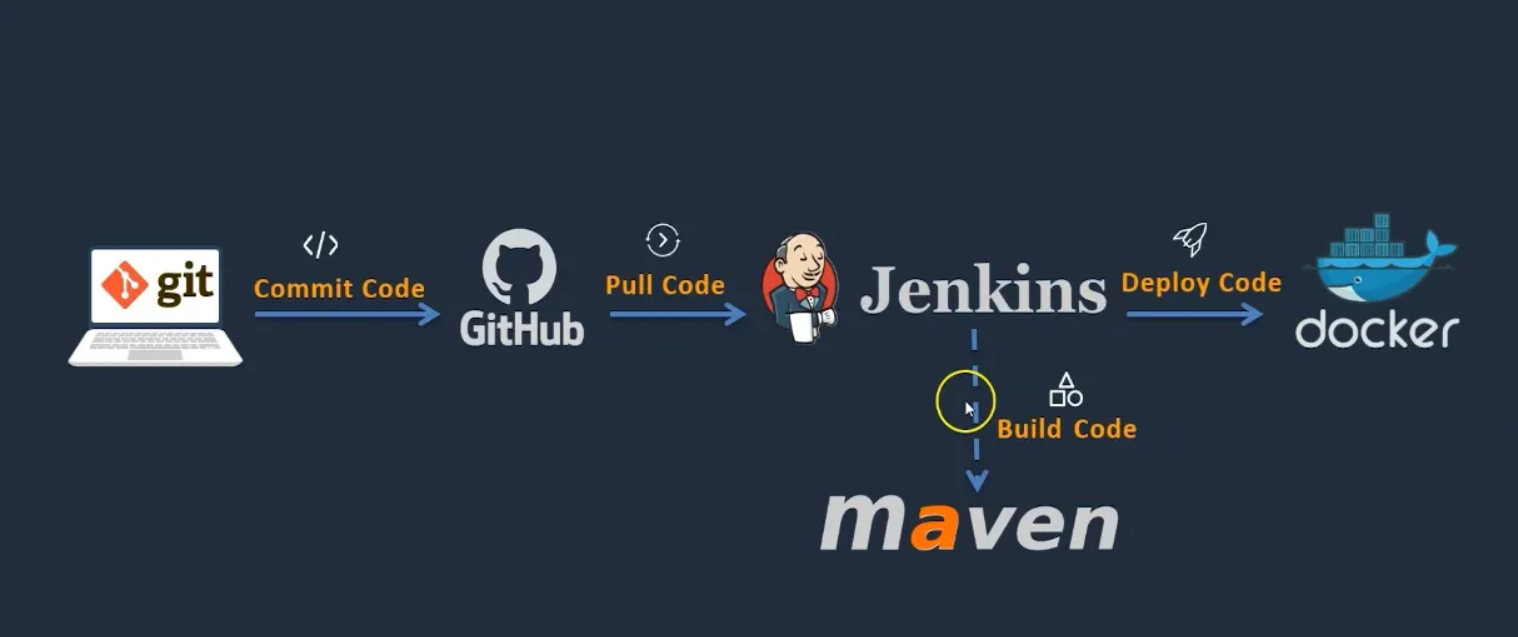 git
Commit Code
GitHub
Pull Code
Jenkins
Deploy Code
docker
Build Code
maven